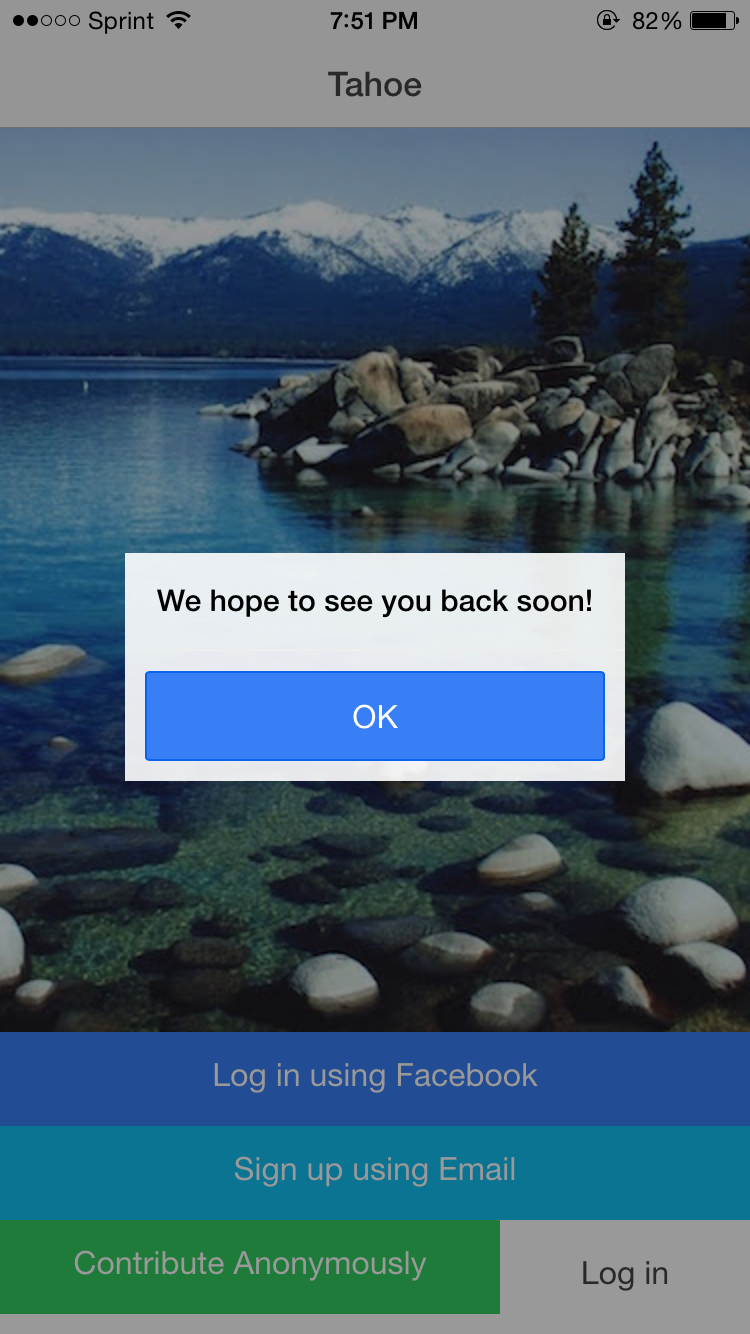 Sprint 7:51 PM 82%
Tahoe
We hope to see you back soon!
OK
Log in using Facebook
Sign up using Email
Contribute Anonymously Log in